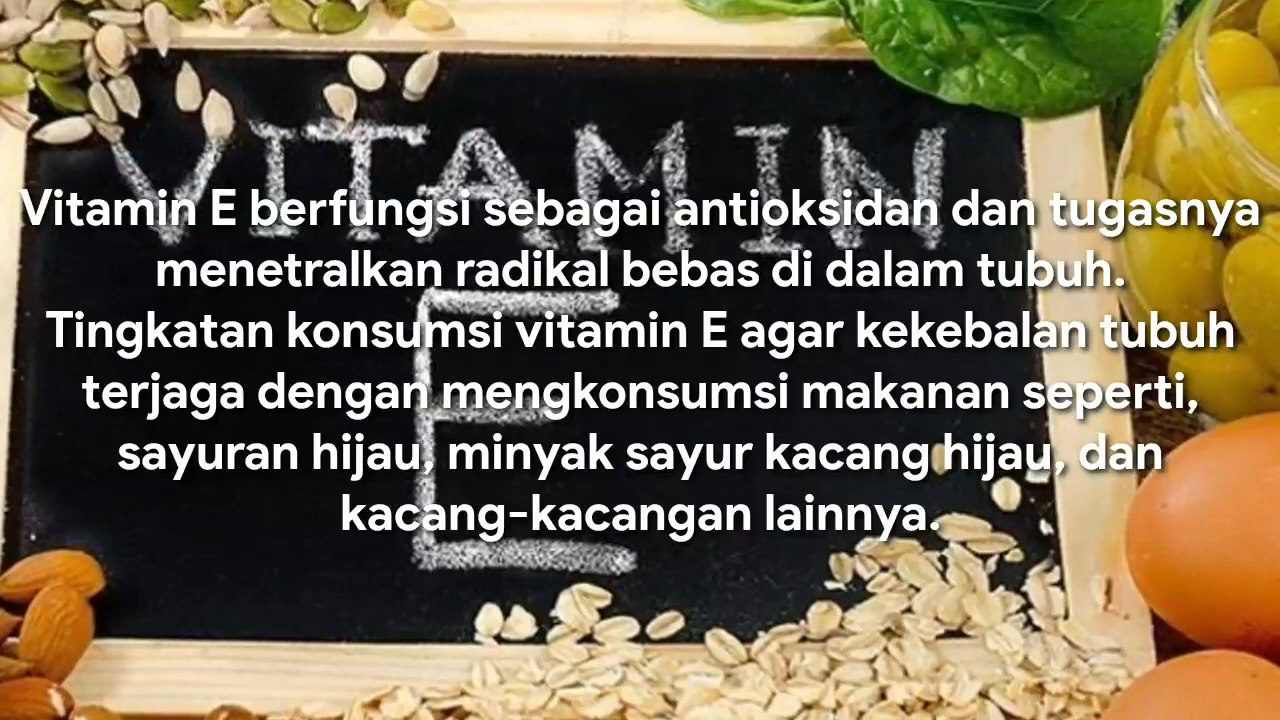 VITAMIN
E
Vitamin E berfungsi sebagai antioksidan dan tugasnya
menetralkan radikal bebas di dalam tubuh.
Tingkatan konsumsi vitamin E agar kekebalan tubuh
terjaga dengan mengkonsumsi makanan seperti,
sayuran hijau, minyak sayur kacang hijau, dan
kacang-kacangan lainnya.